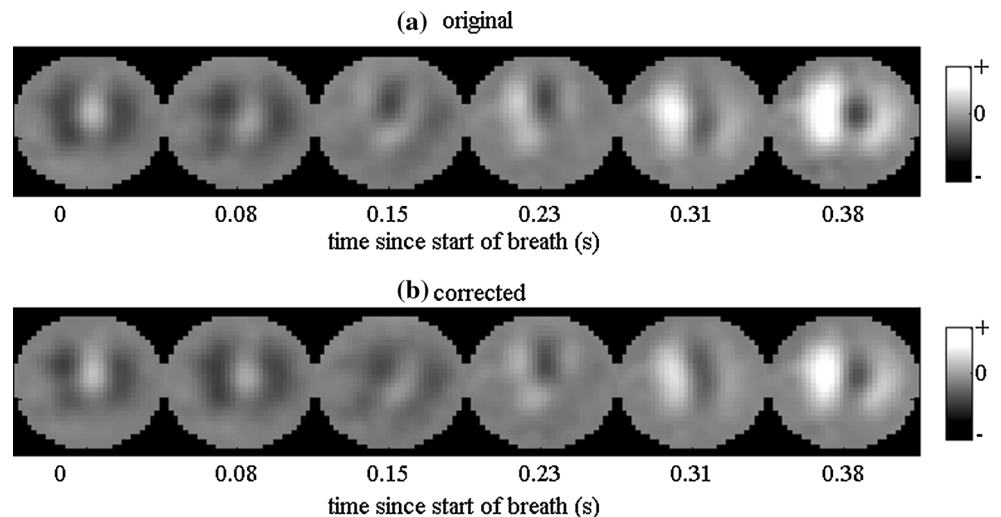 (a) original
+
0
-
0 0.08 0.15 0.23 0.31 0.38
time since start of breath (s)
(b) corrected
+
0
-
0 0.08 0.15 0.23 0.31 0.38
time since start of breath (s)